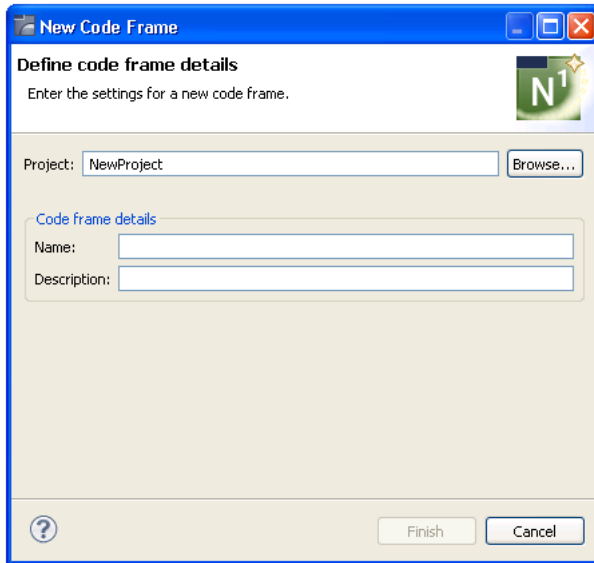 New Code Frame
Define code frame details
Enter the settings for a new code frame.
N1
Project: NewProject Browse...
Code frame details
Name:
Description:
?
Finish Cancel